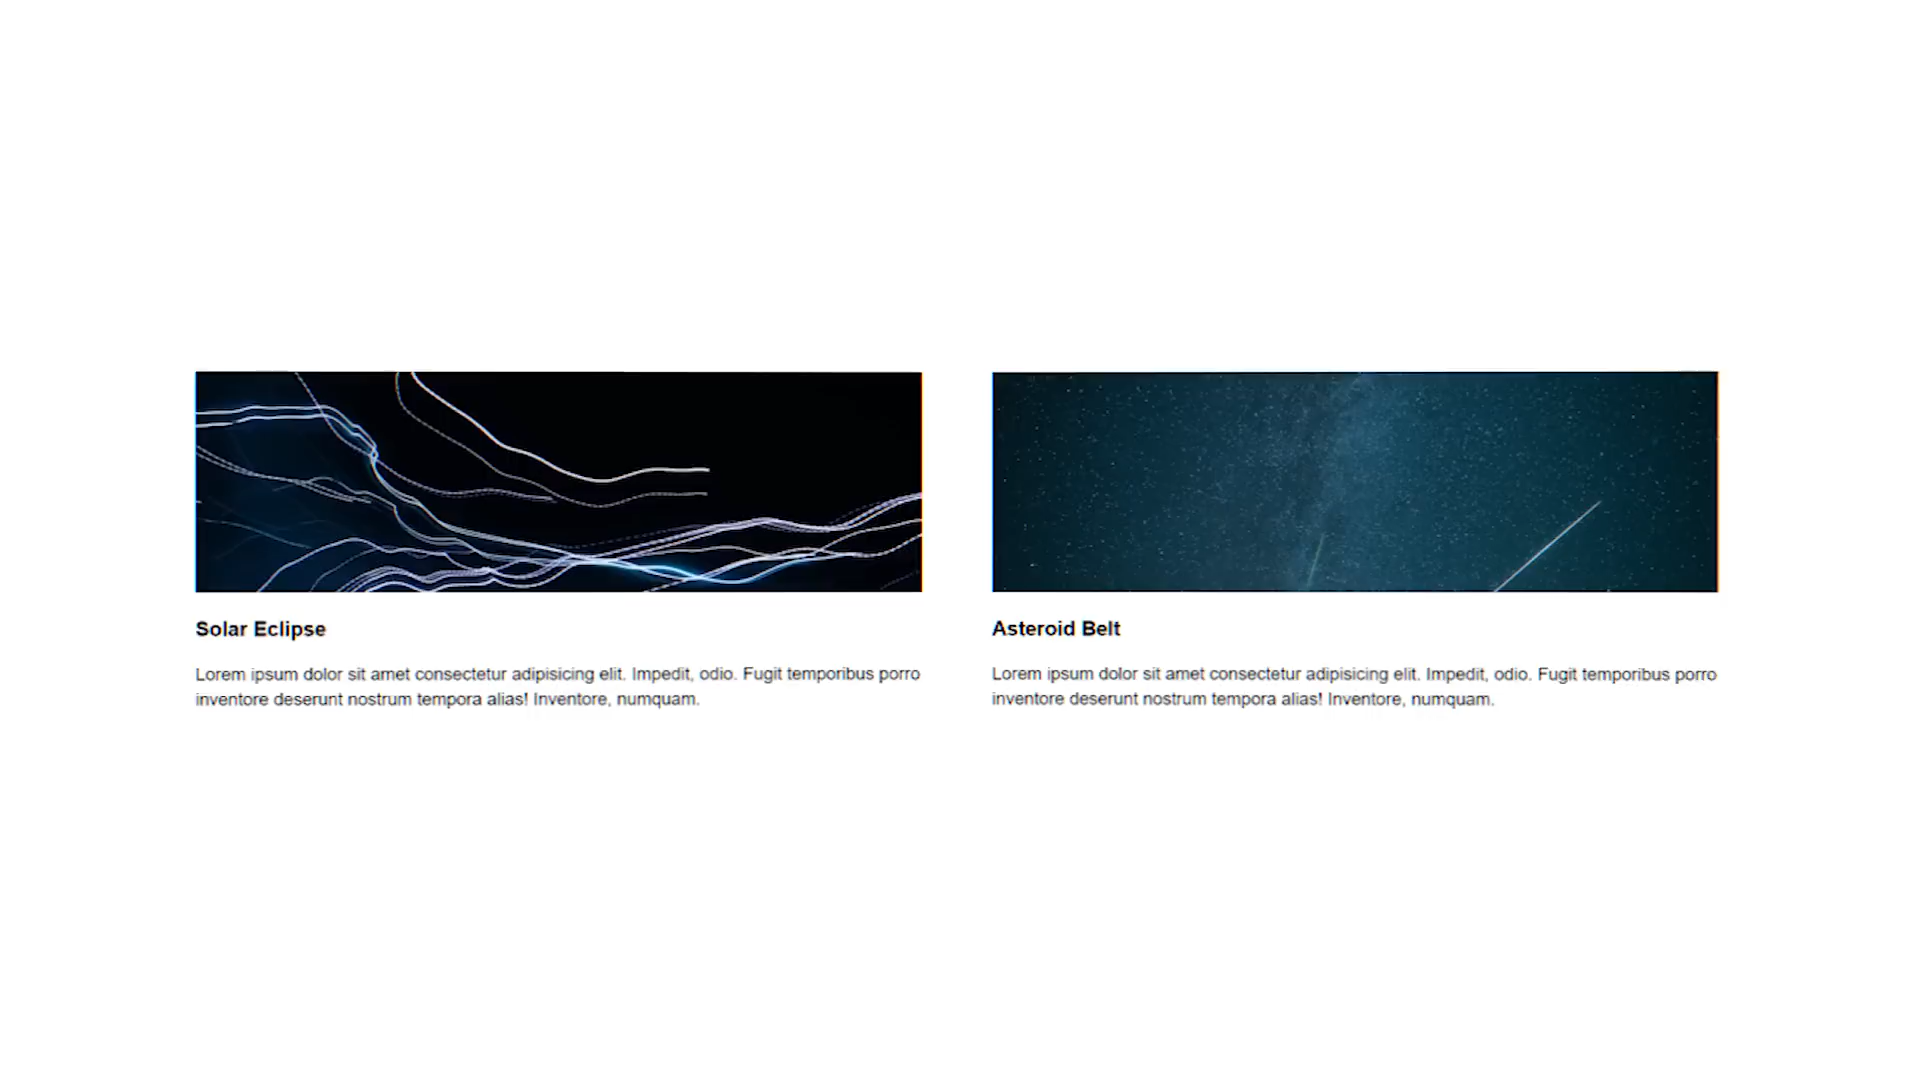 Solar Eclipse
Lorem ipsum dolor sit amet consectetur adipisicing elit. Impedit, odio. Fugit temporibus porro
inventore deserunt nostrum tempora alias! Inventore, numquam.
Asteroid Belt
Lorem ipsum dolor sit amet consectetur adipisicing elit. Impedit, odio. Fugit temporibus porro
inventore deserunt nostrum tempora alias! Inventore, numquam.